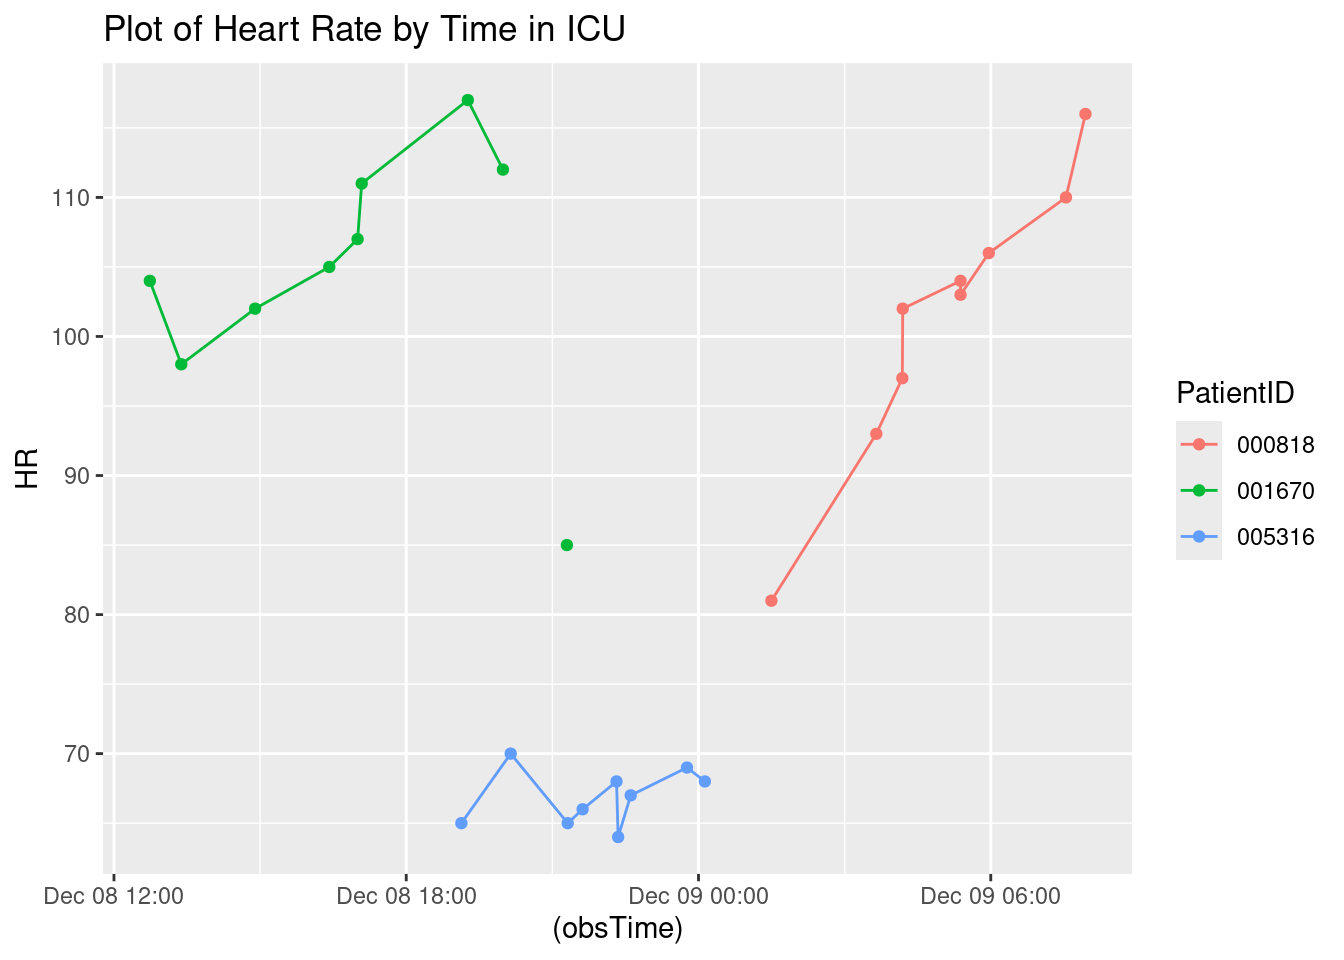 Plot of Heart Rate by Time in ICU
HR
110
100
90
80
70
Dec 08 12:00
Dec 08 18:00
Dec 09 00:00
Dec 09 06:00
(obsTime)
PatientID
000818
001670
005316